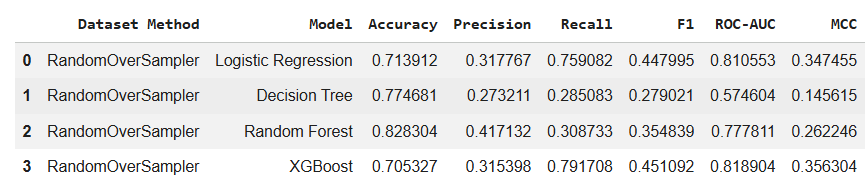 Dataset Method Model Accuracy Precision Recall F1 ROC-AUC MCC
0 RandomOverSampler Logistic Regression 0.713912 0.317767 0.759082 0.447995 0.810553 0.347455
1 RandomOverSampler Decision Tree 0.774681 0.273211 0.285083 0.279021 0.574604 0.145615
2 RandomOverSampler Random Forest 0.828304 0.417132 0.308733 0.354839 0.777811 0.262246
3 RandomOverSampler XGBoost 0.705327 0.315398 0.791708 0.451092 0.818904 0.356304